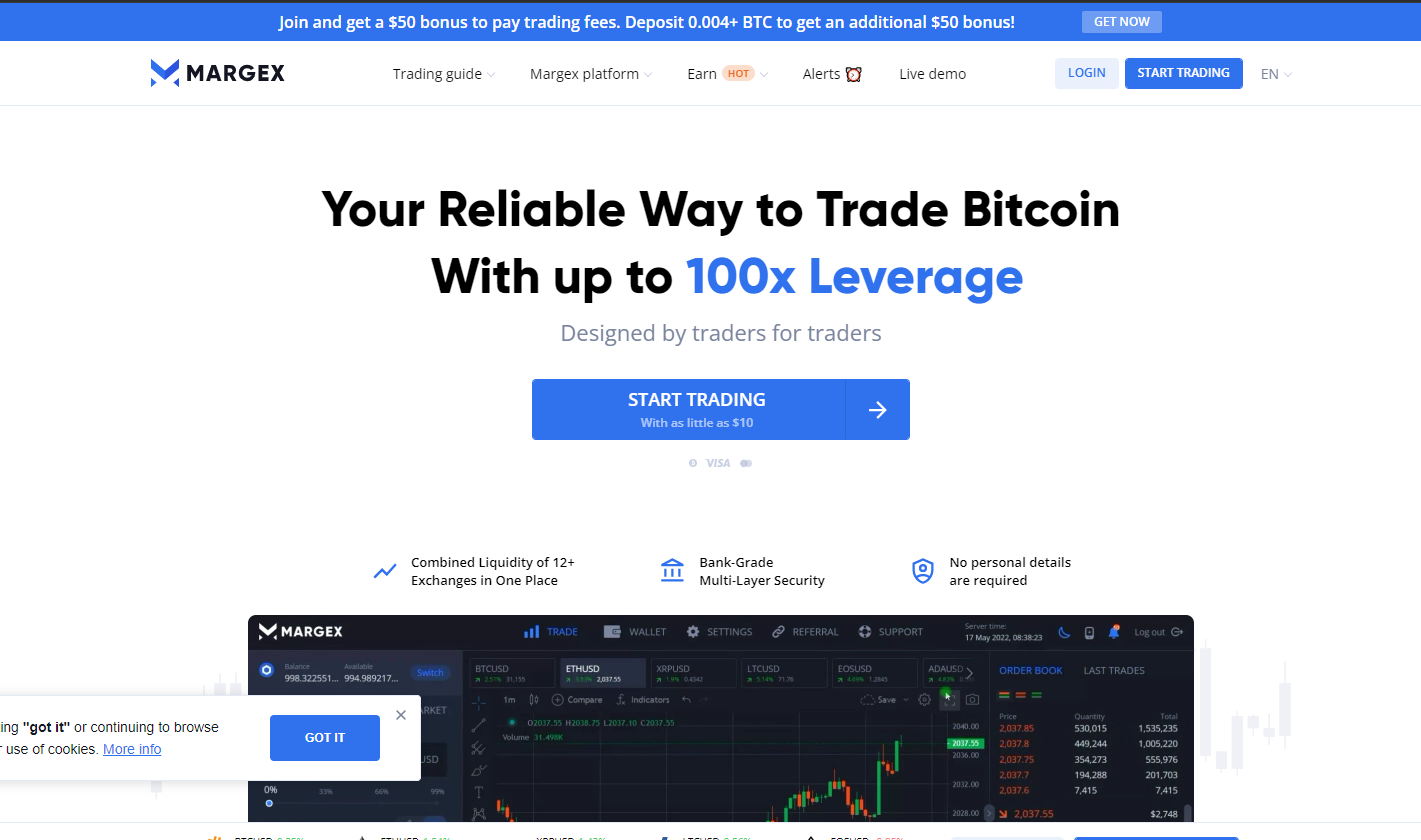 Join and get a $50 bonus to pay trading fees. Deposit 0.004+ BTC to get an additional $50 bonus!
GET NOW
MARGEX
Trading guide
Margex platform
Earn HOT
Alerts
Live demo
LOGIN
START TRADING
EN
Your Reliable Way to Trade Bitcoin
With up to 100x Leverage
Designed by traders for traders
START TRADING
With as little as $10
VISA
Combined Liquidity of 12+
Exchanges in One Place
Bank-Grade
Multi-Layer Security
No personal details
are required
MARGEX
TRADE
WALLET
SETTINGS
REFERRAL
SUPPORT
Server time:
17 May 2022, 08:38:23
Log out
Balance
998.322551...
Available
994.989217...
Switch
BTCUSD
2.51% 31,155
ETHUSD
2,037.55
XRPUSD
1.9% 0.4342
LTCUSD
5.14% 71.76
EOSUSD
4.69% 1.2845
ADAUSD
4.83%
ORDER BOOK
LAST TRADES
1m
Compare
Indicators
Save
O2037.55 H2038.75 L2037.10 C2037.55
Volume 31.498K
2040.00
2037.55
2036.00
2032.00
2028.00
Price Quantity Total
2,037.85 530,015 1,535,235
2,037.8 449,244 1,005,220
2,037.75 354,273 555,976
2,037.7 194,288 201,703
2,037.6 7,415 7,415
2,037.55 $2,748
ARKET
USD
0% 33% 66% 99%
ing "got it" or continuing to browse
r use of cookies. More info
GOT IT